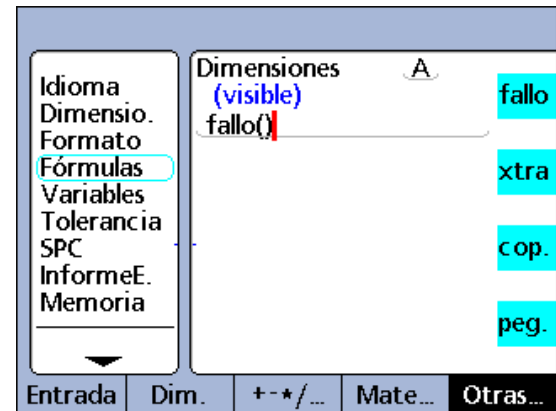 Idioma
Dimensio.
Formato
Fórmulas
Variables
Tolerancia
SPC
InformeE.
Memoria
Dimensiones A
(visible)
fallo()
fallo
xtra
cop.
peg.
Entrada Dim. +-*/... Mate... Otras...